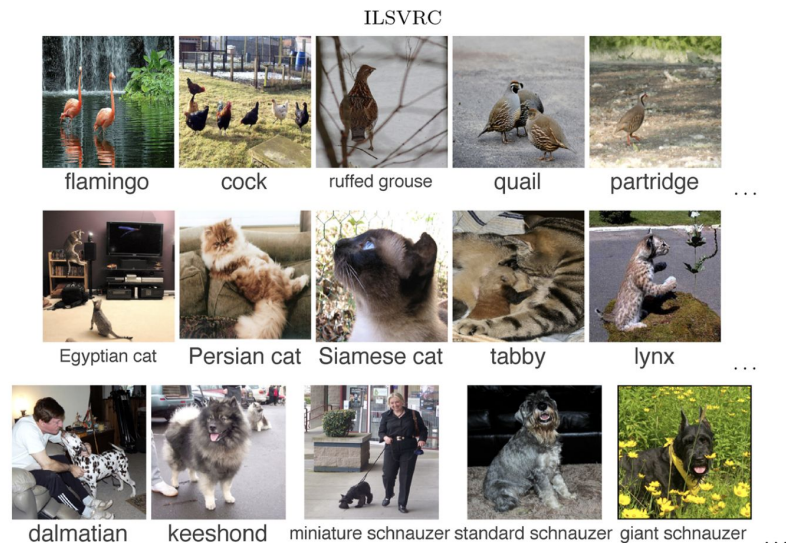 ILSVRC
flamingo cock ruffed grouse quail partridge ...
Egyptian cat Persian cat Siamese cat tabby lynx ...
dalmatian keeshond miniature schnauzer standard schnauzer giant schnauzer ...